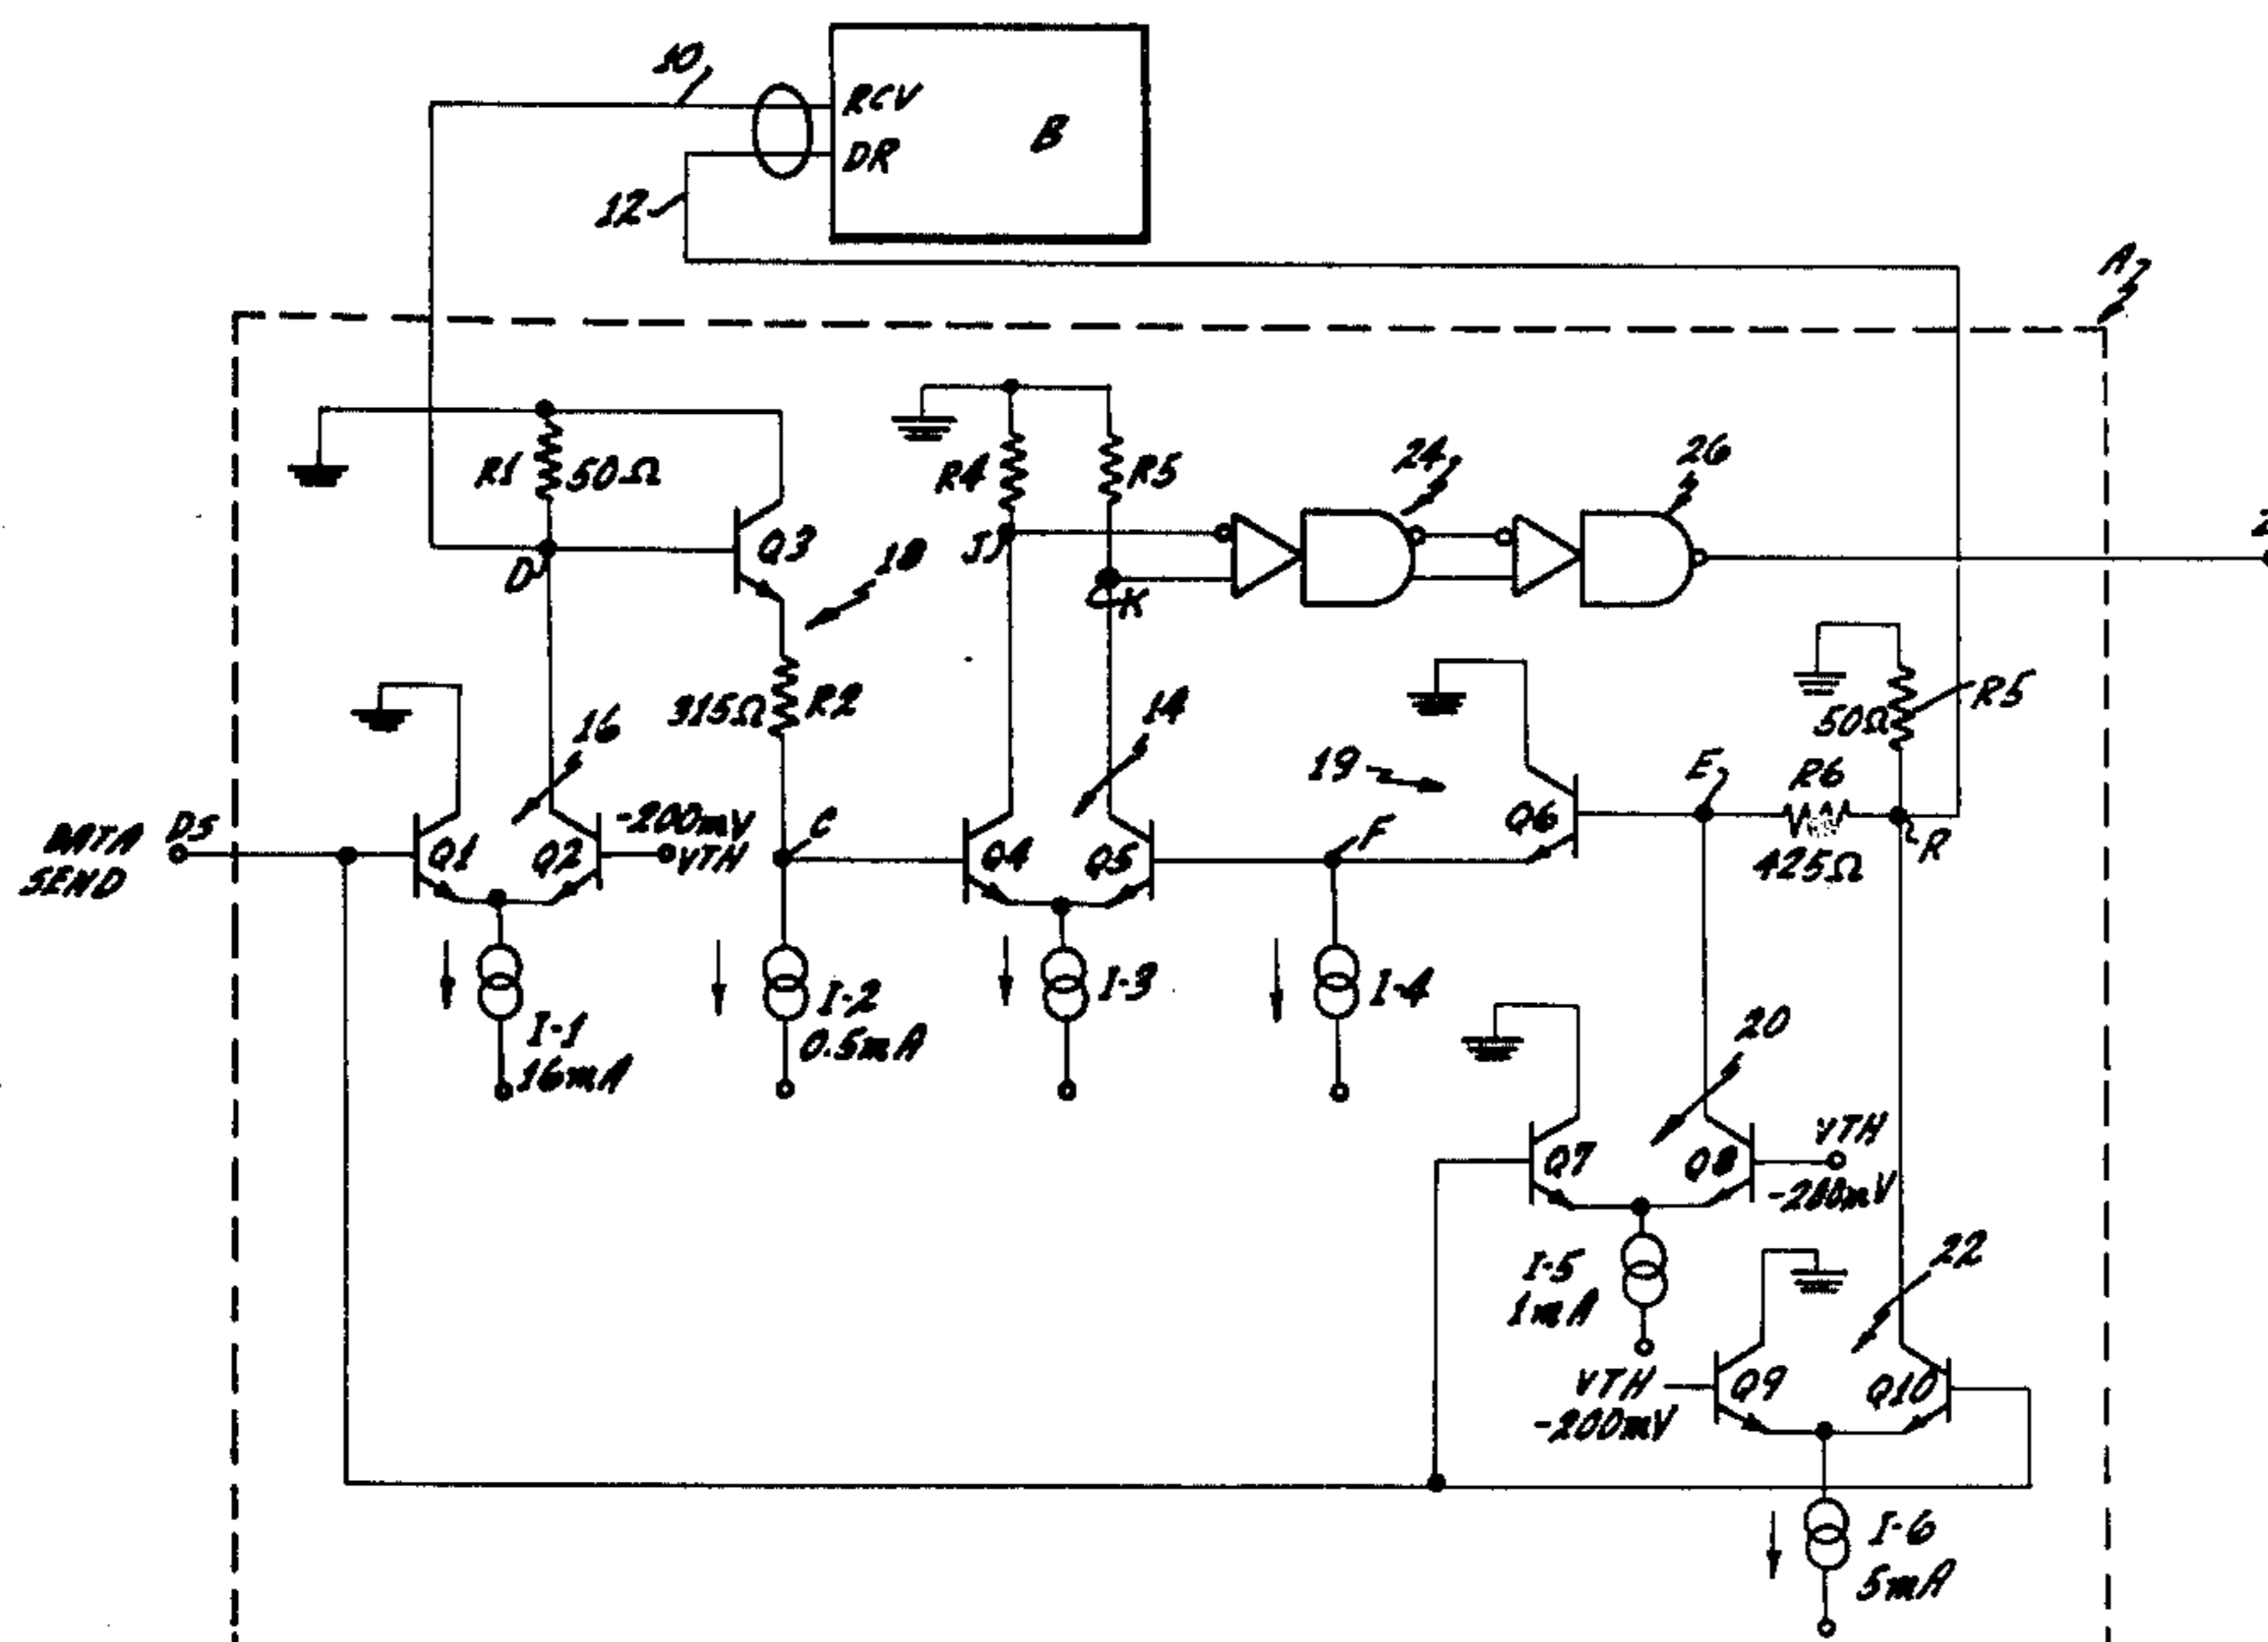 10
RCV
B
DR
12
A
R1 50Ω
Q3
D
18
R4
R5
J
K
24
26
315Ω R2
16
14
19
50Ω
R5
E
R6
425Ω
R
DATA SEND
DS
Q1
Q2
-200mV
VTH
C
Q4
Q5
F
Q6
I-1
16mA
I-2
0.5mA
I-3
I-4
20
Q7
Q8
VTH
-200mV
I-5
1mA
22
VTH
-200mV
Q9
Q10
I-6
5mA